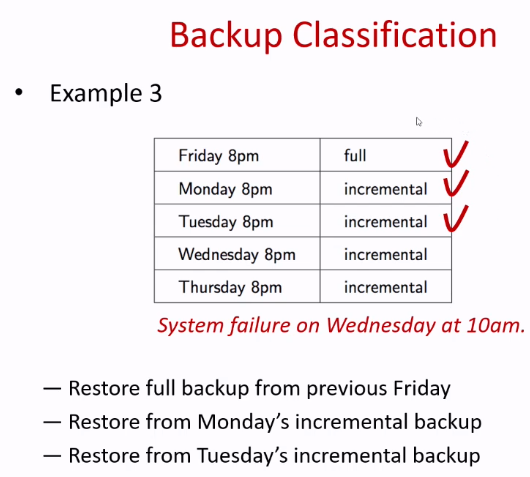 Backup Classification
• Example 3
Friday 8pm full
Monday 8pm incremental
Tuesday 8pm incremental
Wednesday 8pm incremental
Thursday 8pm incremental
System failure on Wednesday at 10am.
— Restore full backup from previous Friday
— Restore from Monday's incremental backup
— Restore from Tuesday's incremental backup